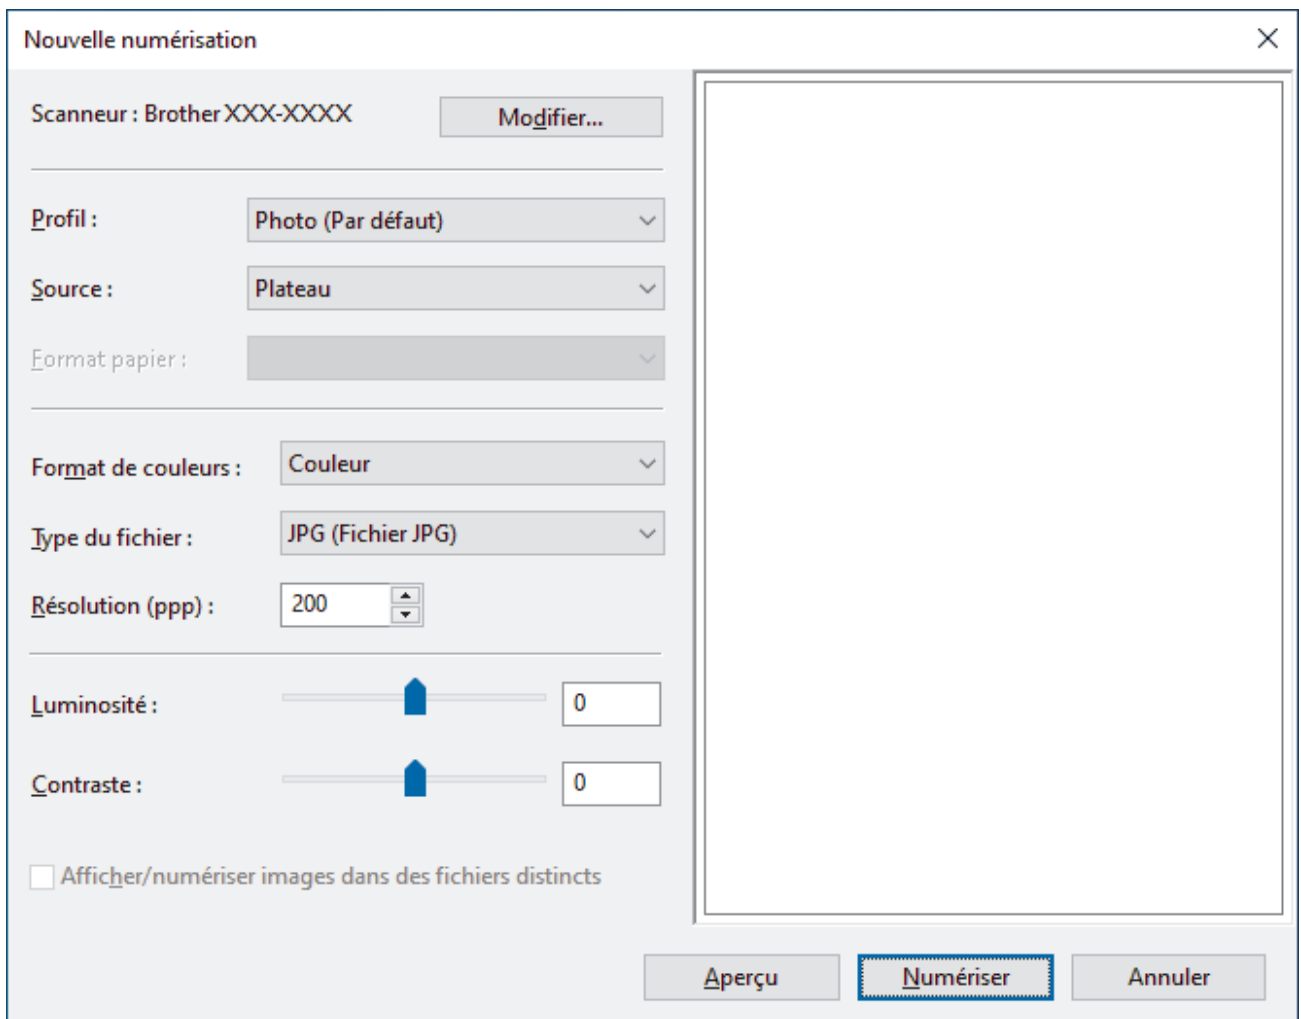 Nouvelle numérisation
Scanneur : Brother XXX-XXXX
Modifier...
Profil :
Photo (Par défaut)
Source :
Plateau
Format papier :
Format de couleurs :
Couleur
Type du fichier :
JPG (Fichier JPG)
Résolution (ppp) :
200
Luminosité :
0
Contraste :
0
Afficher/numériser images dans des fichiers distincts
Aperçu
Numériser
Annuler